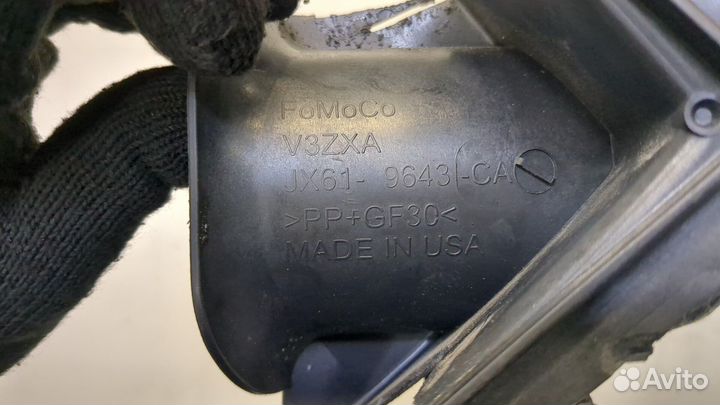 FoMoCo
V3ZXA
JX61- 9643 -CA
>PP+GF30<
MADE IN USA
Avito